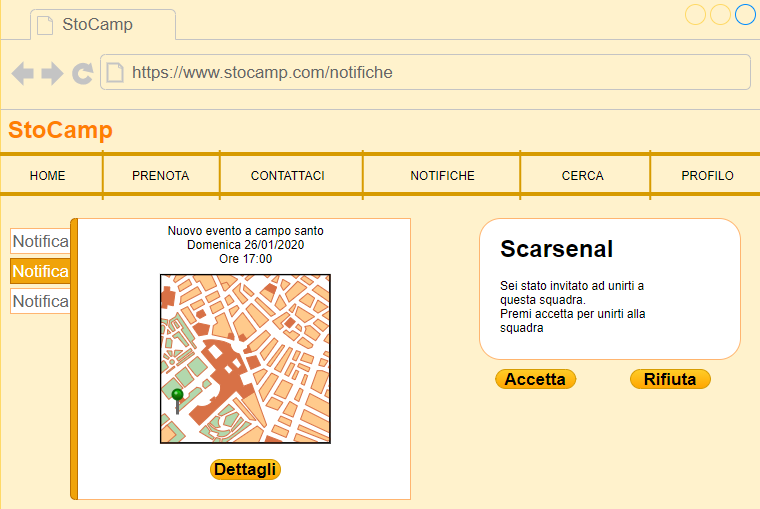 StoCamp
https://www.stocamp.com/notifiche
StoCamp
HOME PRENOTA CONTATTACI NOTIFICHE CERCA PROFILO
Notifica
Notifica
Notifica
Nuovo evento a campo santo
Domenica 26/01/2020
Ore 17:00
Dettagli
Scarsenal
Sei stato invitato ad unirti a
questa squadra.
Premi accetta per unirti alla
squadra
Accetta Rifiuta